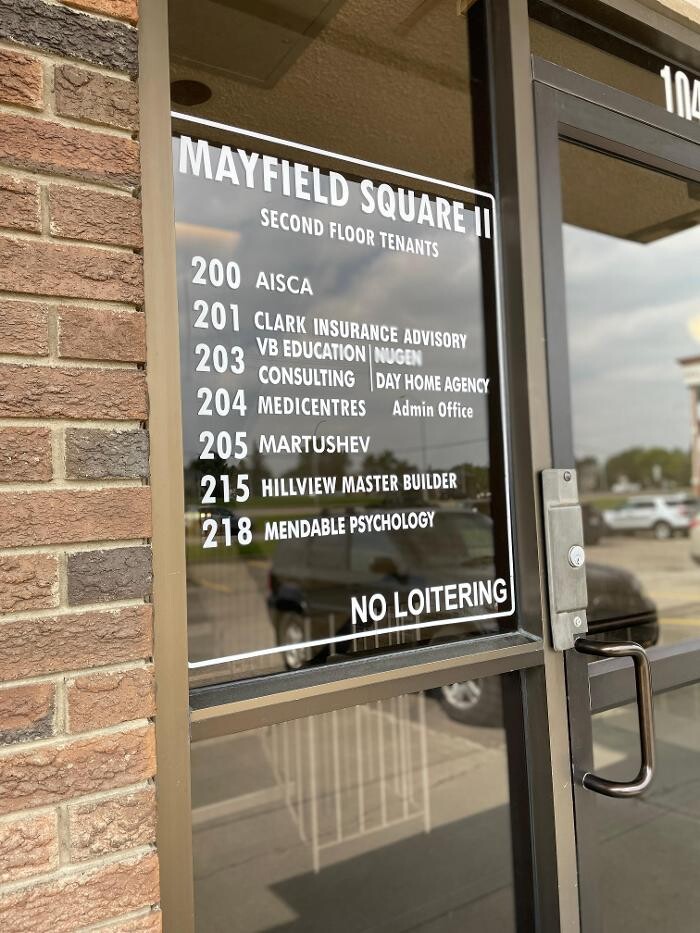 104
MAYFIELD SQUARE II
SECOND FLOOR TENANTS
200 AISCA
201 CLARK INSURANCE ADVISORY
203 VB EDUCATION CONSULTING | NUGEN DAY HOME AGENCY
204 MEDICENTRES Admin Office
205 MARTUSHEV
215 HILLVIEW MASTER BUILDER
218 MENDABLE PSYCHOLOGY
NO LOITERING